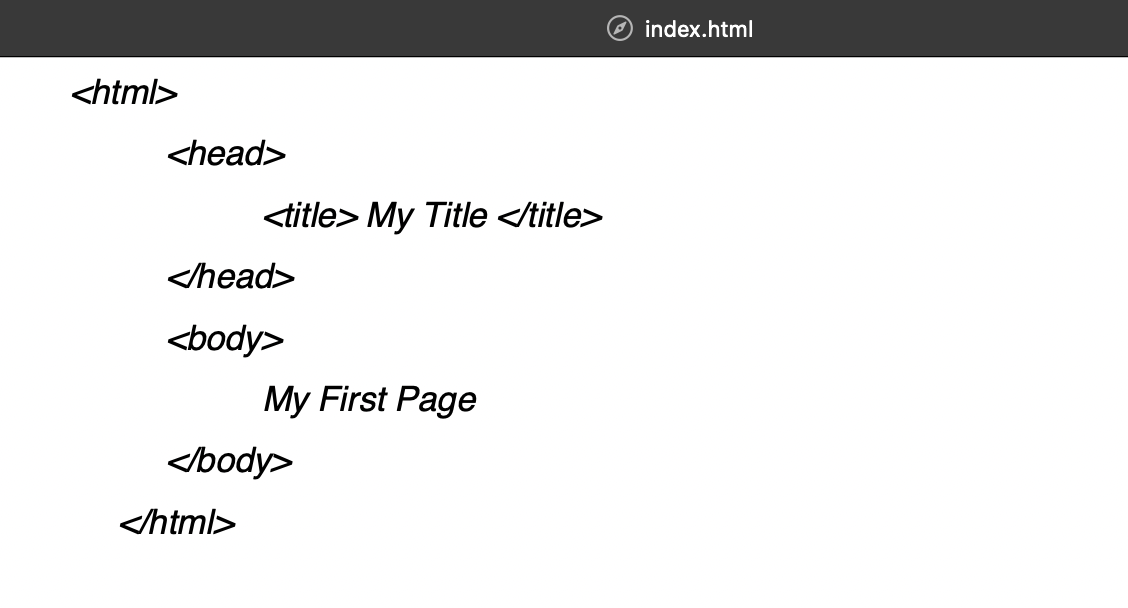 index.html
<html>
<head>
<title> My Title </title>
</head>
<body>
My First Page
</body>
</html>